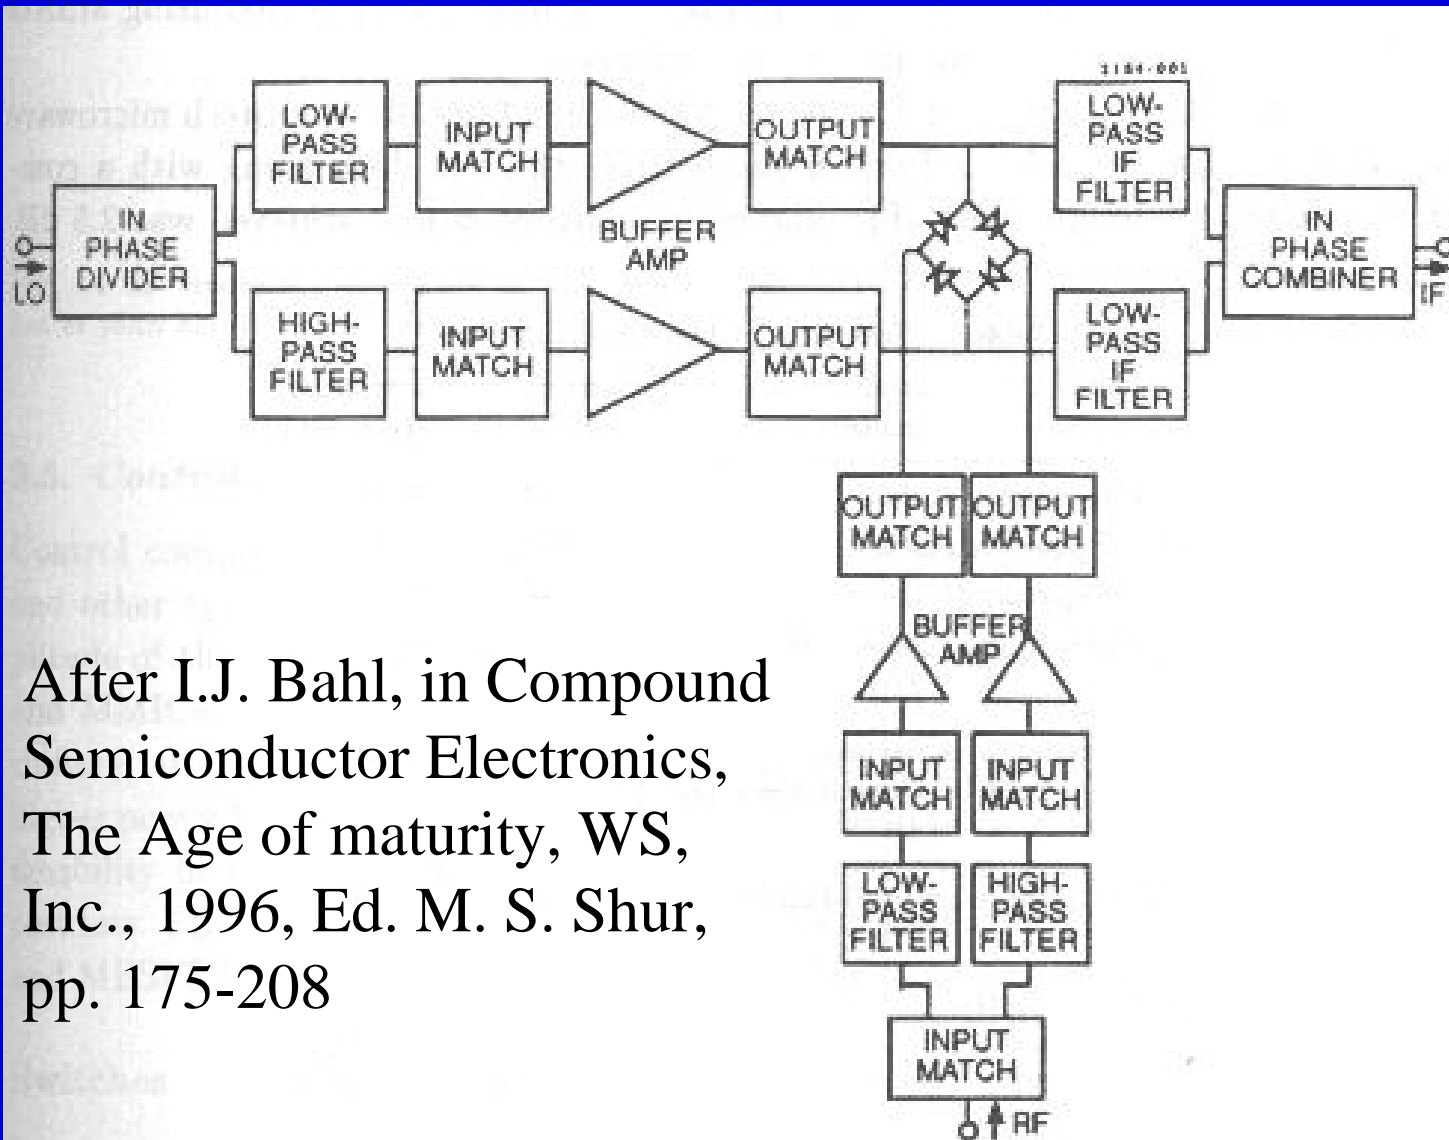 2184-001
LOW-
PASS
FILTER
INPUT
MATCH
OUTPUT
MATCH
LOW-
PASS
IF
FILTER
IN
PHASE
DIVIDER
LO
BUFFER
AMP
IN
PHASE
COMBINER
IF
HIGH-
PASS
FILTER
INPUT
MATCH
OUTPUT
MATCH
LOW-
PASS
IF
FILTER
OUTPUT
MATCH
OUTPUT
MATCH
BUFFER
AMP
INPUT
MATCH
INPUT
MATCH
LOW-
PASS
FILTER
HIGH-
PASS
FILTER
INPUT
MATCH
RF
After I.J. Bahl, in Compound
Semiconductor Electronics,
The Age of maturity, WS,
Inc., 1996, Ed. M. S. Shur,
pp. 175-208